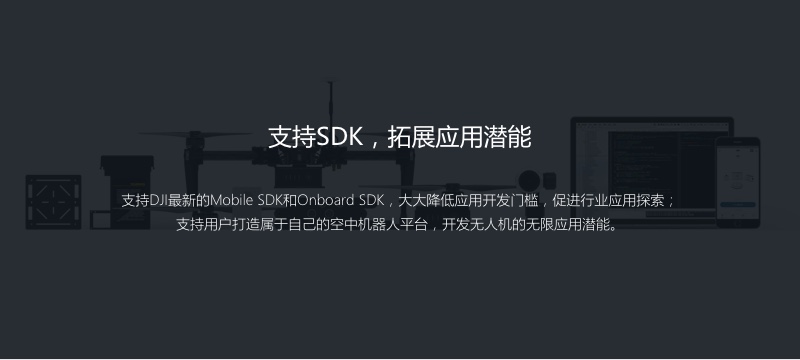 支持SDK，拓展应用潜能
支持DJI最新的Mobile SDK和Onboard SDK，大大降低应用开发门槛，促进行业应用探索；
支持用户打造属于自己的空中机器人平台，开发无人机的无限应用潜能。